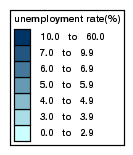 unemployment rate(%)
10.0 to 60.0
7.0 to 9.9
6.0 to 6.9
5.0 to 5.9
4.0 to 4.9
3.0 to 3.9
0.0 to 2.9